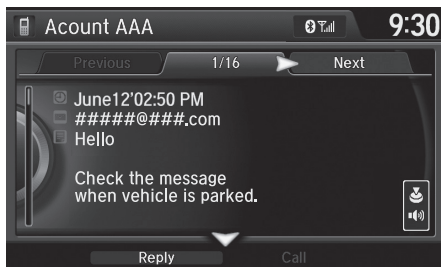 Acount AAA
9:30
Previous
1/16
Next
June12'02:50 PM
#####@###.com
Hello
Check the message
when vehicle is parked.
Reply
Call